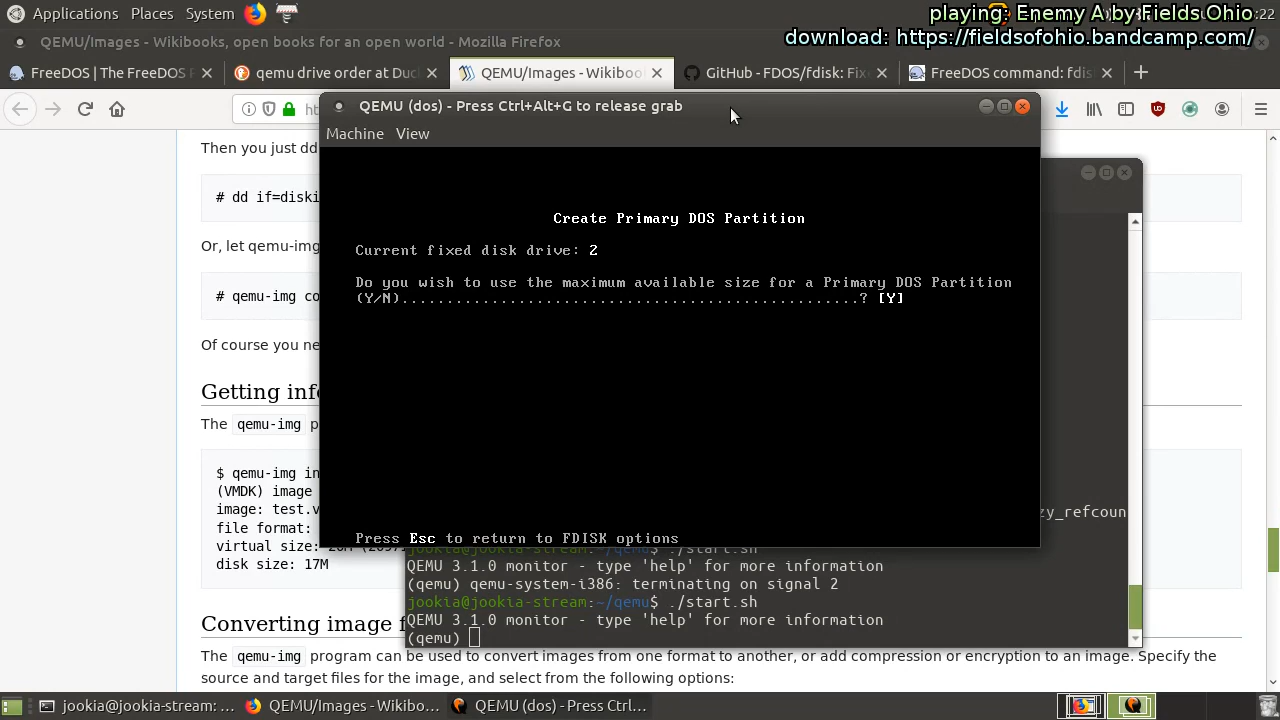 Applications Places System
playing: Enemy A by Fields Ohio
:22
download: https://fieldsofohio.bandcamp.com/
QEMU/Images - Wikibooks, open books for an open world - Mozilla Firefox
FreeDOS | The FreeDOS
qemu drive order at Duc
QEMU/Images — Wikiboo
GitHub - FDOS/fdisk: Fix
FreeDOS command: fdis
QEMU (dos) - Press Ctrl+Alt+G to release grab
Machine View
Then you just dd
# dd if=diski
Or, let qemu-img
# qemu-img co
Of course you ne
Getting inf
The qemu-img p
$ qemu-img in
(VMDK) image
image: test.v
file format:
virtual size: 20M
disk size: 17M
Create Primary DOS Partition
Current fixed disk drive: 2
Do you wish to use the maximum available size for a Primary DOS Partition
(Y/N)...................................................? [Y]
Press Esc to return to FDISK options
zy_refcoun
jookia@jookia-stream:~/qemu$ ./start.sh
QEMU 3.1.0 monitor - type 'help' for more information
(qemu) qemu-system-i386: terminating on signal 2
jookia@jookia-stream:~/qemu$ ./start.sh
QEMU 3.1.0 monitor - type 'help' for more information
(qemu)
Converting image f
The qemu-img program can be used to convert images from one format to another, or add compression or encryption to an image. Specify the
source and target files for the image, and select from the following options:
jookia@jookia-stream: ...
QEMU/Images - Wikibo...
QEMU (dos) - Press Ctrl...